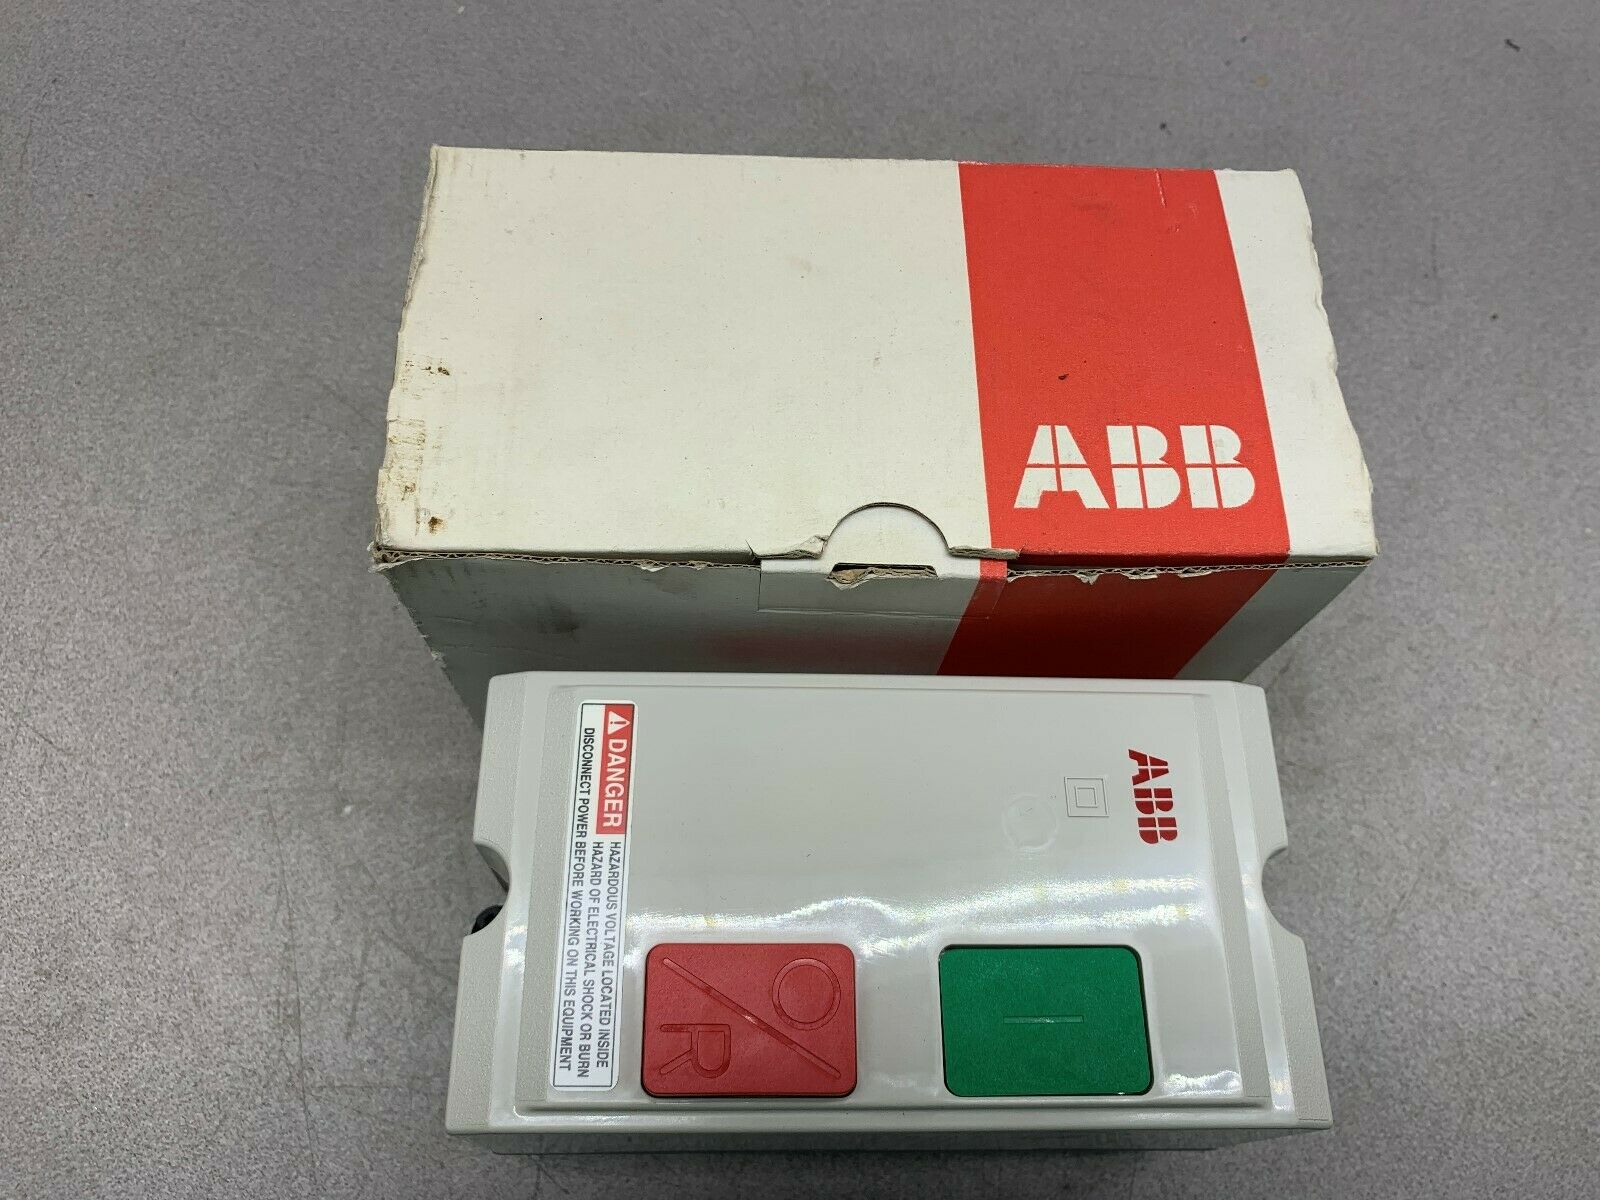 ABB
ABB
⚠ DANGER
HAZARDOUS VOLTAGE LOCATED INSIDE
HAZARD OF ELECTRICAL SHOCK OR BURN
DISCONNECT POWER BEFORE WORKING ON THIS EQUIPMENT
O/R
I